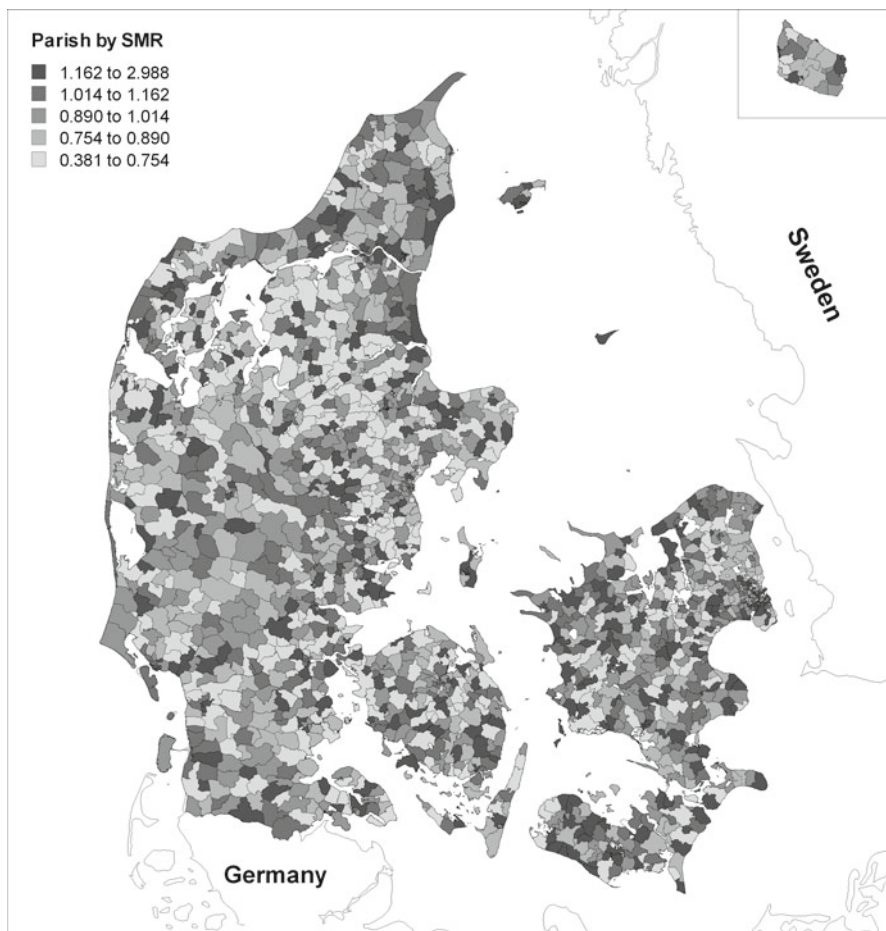 Parish by SMR
1.162 to 2.988
1.014 to 1.162
0.890 to 1.014
0.754 to 0.890
0.381 to 0.754
Sweden
Germany